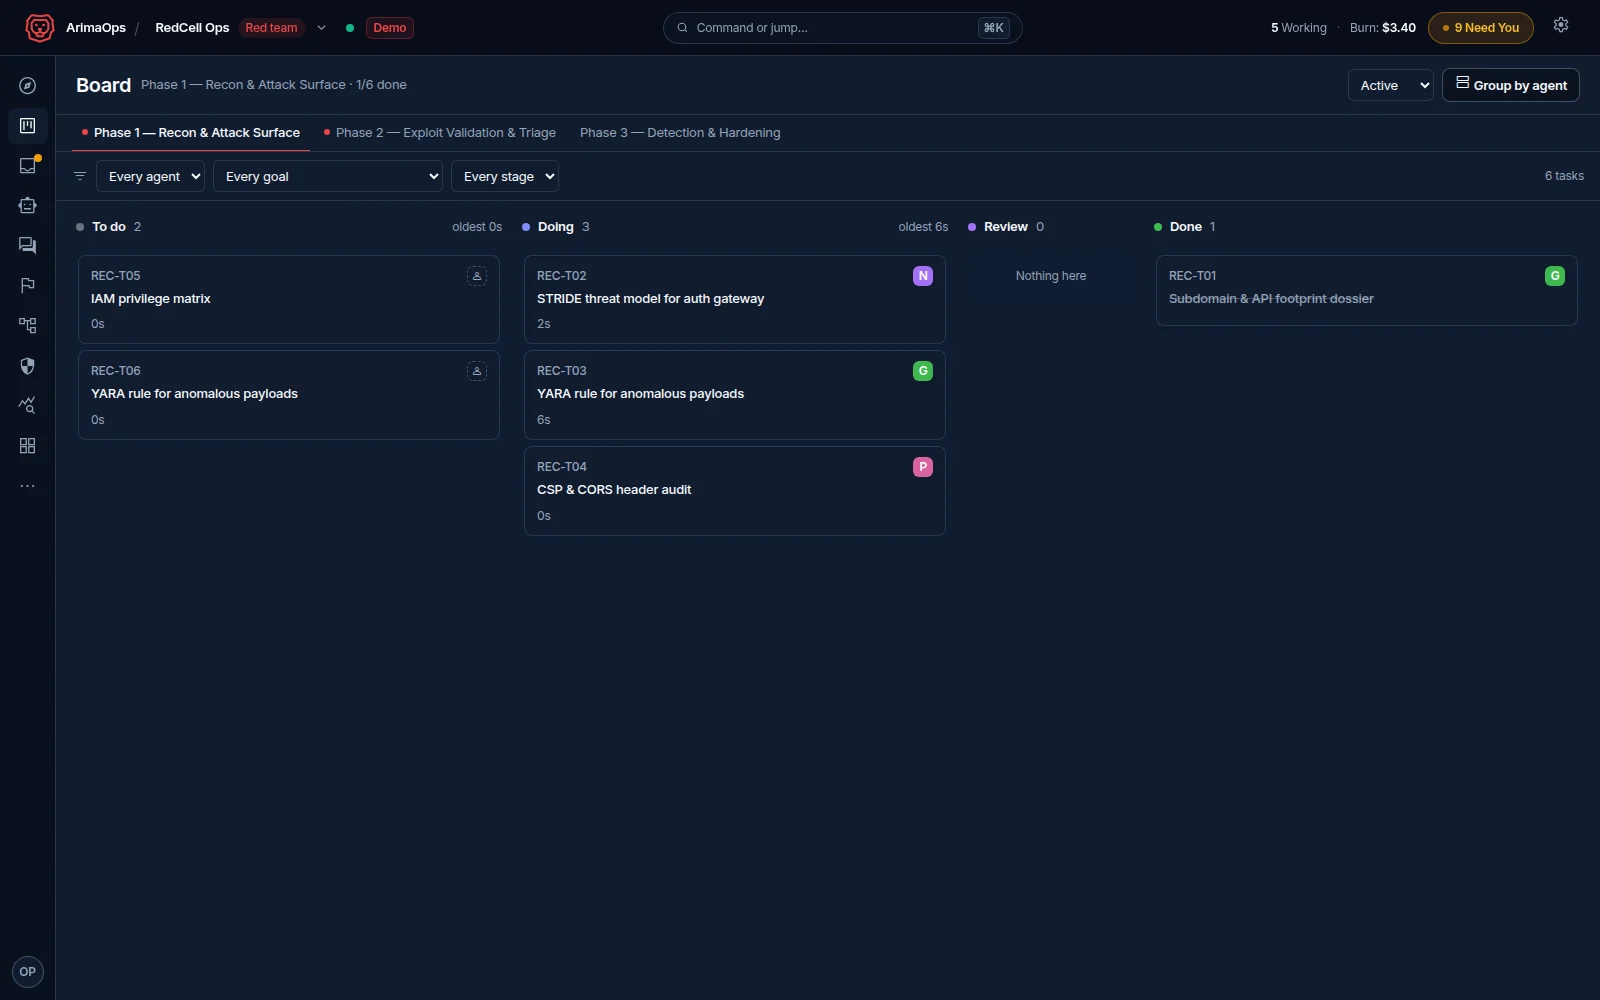 ArimaOps / RedCell Ops Red team Demo
Command or jump... ⌘K
5 Working · Burn: $3.40 9 Need You
Board Phase 1 — Recon & Attack Surface · 1/6 done
Active Group by agent
Phase 1 — Recon & Attack Surface Phase 2 — Exploit Validation & Triage Phase 3 — Detection & Hardening
Every agent Every goal Every stage 6 tasks
To do 2 oldest 0s
REC-T05
IAM privilege matrix
0s
REC-T06
YARA rule for anomalous payloads
0s
Doing 3 oldest 6s
REC-T02 N
STRIDE threat model for auth gateway
2s
REC-T03 G
YARA rule for anomalous payloads
6s
REC-T04 P
CSP & CORS header audit
0s
Review 0
Nothing here
Done 1
REC-T01 G
Subdomain & API footprint dossier
OP